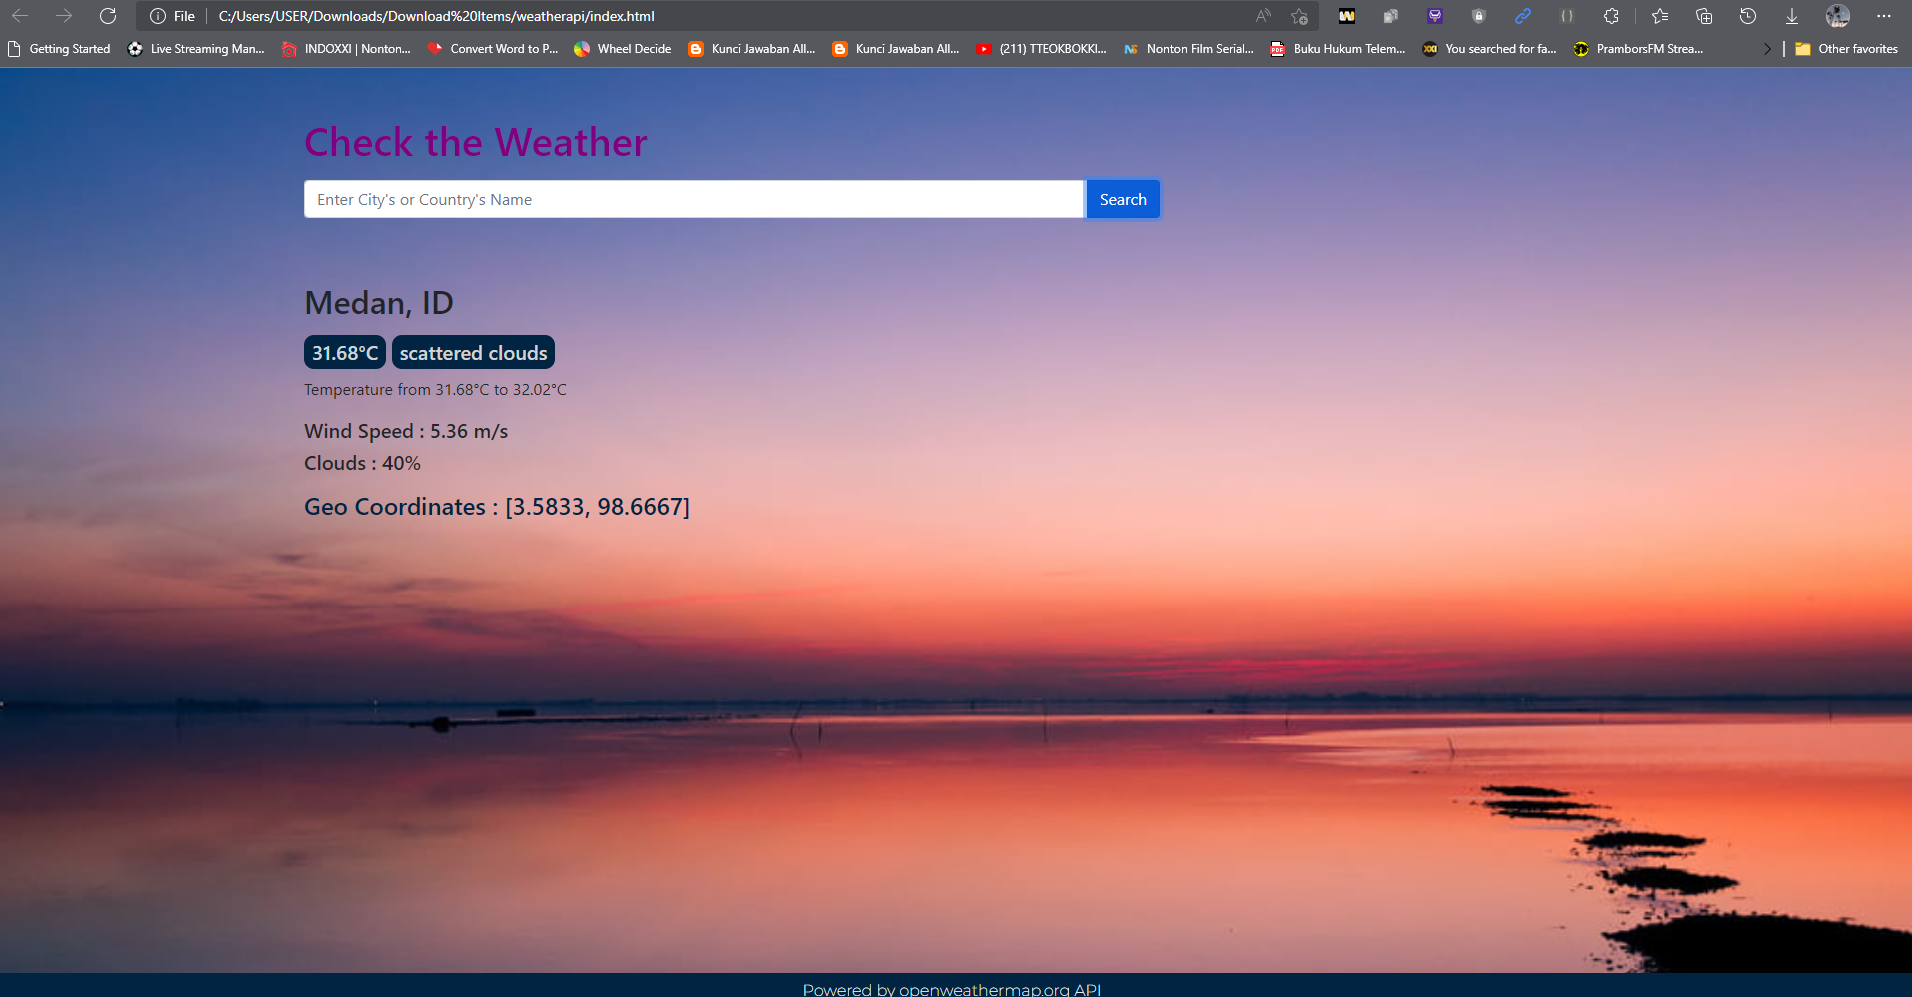 File C:/Users/USER/Downloads/Download%20Items/weatherapi/index.html
Getting Started Live Streaming Man... INDOXXI | Nonton... Convert Word to P... Wheel Decide Kunci Jawaban All... Kunci Jawaban All... (211) TTEOKBOKKI... Nonton Film Serial... Buku Hukum Telem... You searched for fa... PramborsFM Strea... Other favorites
Check the Weather
Enter City's or Country's Name Search
Medan, ID
31.68°C scattered clouds
Temperature from 31.68°C to 32.02°C
Wind Speed : 5.36 m/s
Clouds : 40%
Geo Coordinates : [3.5833, 98.6667]
Powered by openweathermap.org API